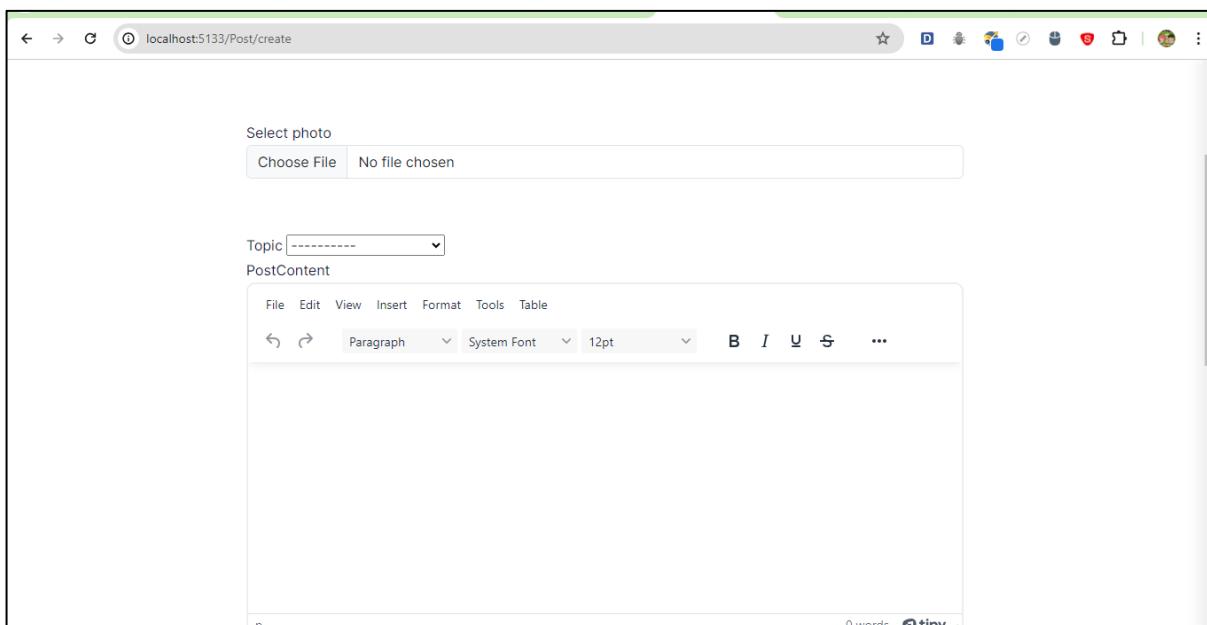 localhost:5133/Post/create
Select photo
Choose File No file chosen
Topic ----------
PostContent
File Edit View Insert Format Tools Table
Paragraph System Font 12pt B I U S
0 words tiny